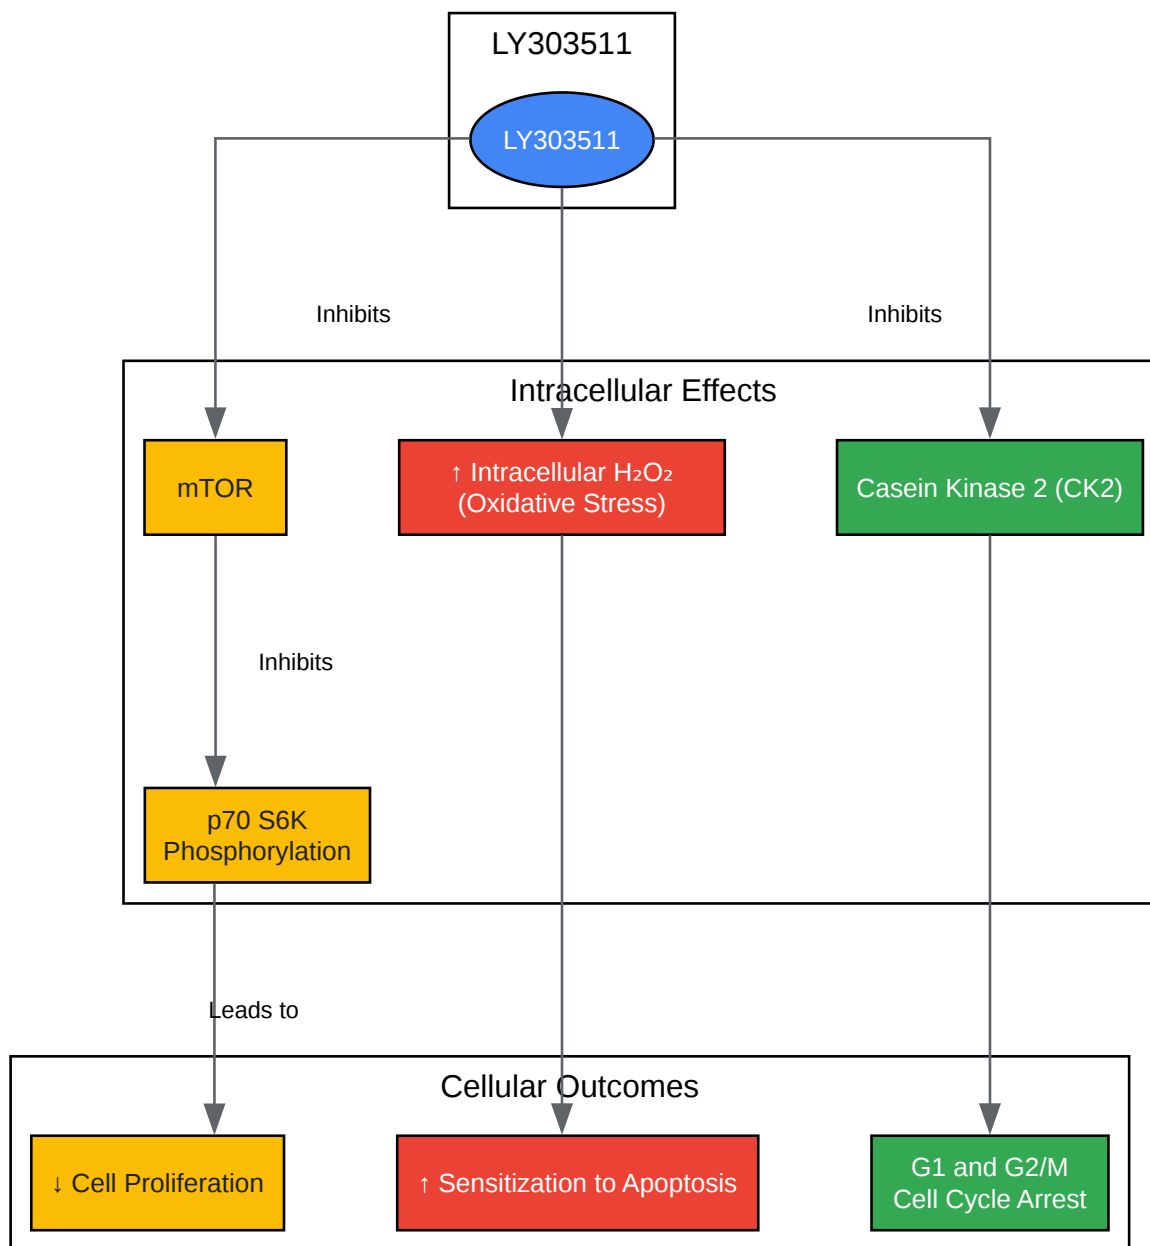 LY303511
LY303511
Inhibits
Inhibits
Intracellular Effects
mTOR
↑ Intracellular H₂O₂
(Oxidative Stress)
Casein Kinase 2 (CK2)
Inhibits
p70 S6K
Phosphorylation
Leads to
Cellular Outcomes
↓ Cell Proliferation
↑ Sensitization to Apoptosis
G1 and G2/M
Cell Cycle Arrest